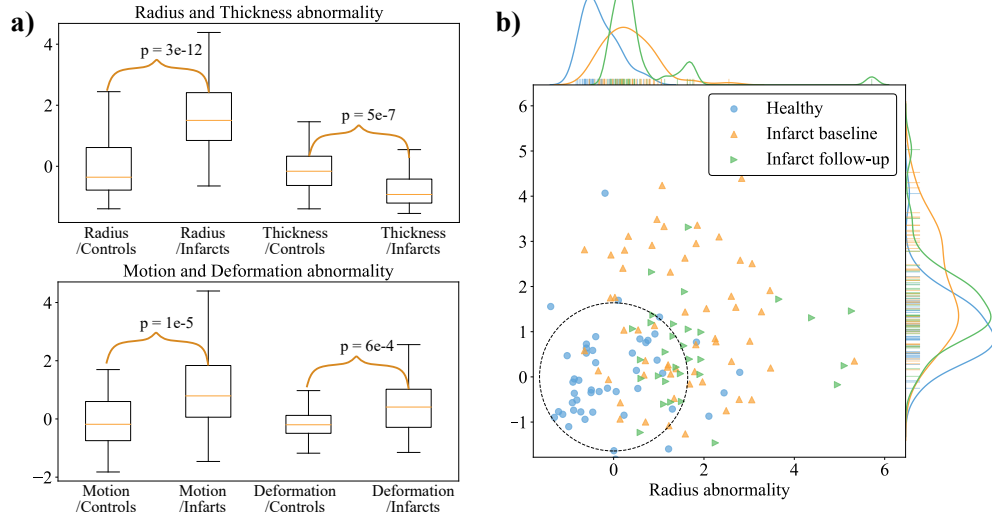 a)
Radius and Thickness abnormality
4
2
0
p = 3e-12
p = 5e-7
Radius
/Controls
Radius
/Infarcts
Thickness
/Controls
Thickness
/Infarcts
Motion and Deformation abnormality
4
2
0
−2
p = 1e-5
p = 6e-4
Motion
/Controls
Motion
/Infarts
Deformation
/Controls
Deformation
/Infarcts
b)
Healthy
Infarct baseline
Infarct follow-up
6
5
4
3
2
1
0
−1
0
2
4
6
Radius abnormality